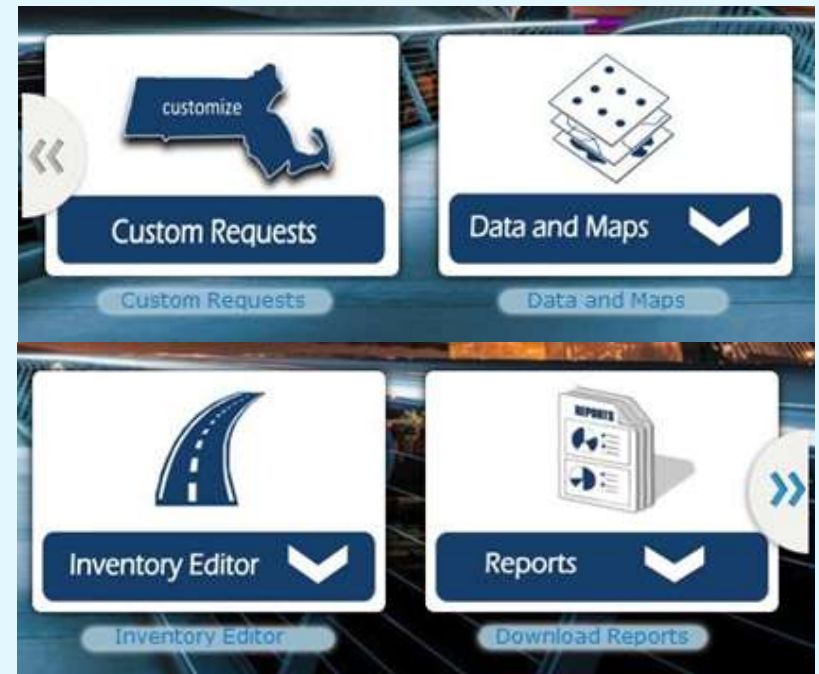 customize
Custom Requests
Data and Maps
Custom Requests
Data and Maps
REPORTS
Inventory Editor
Reports
Inventory Editor
Download Reports